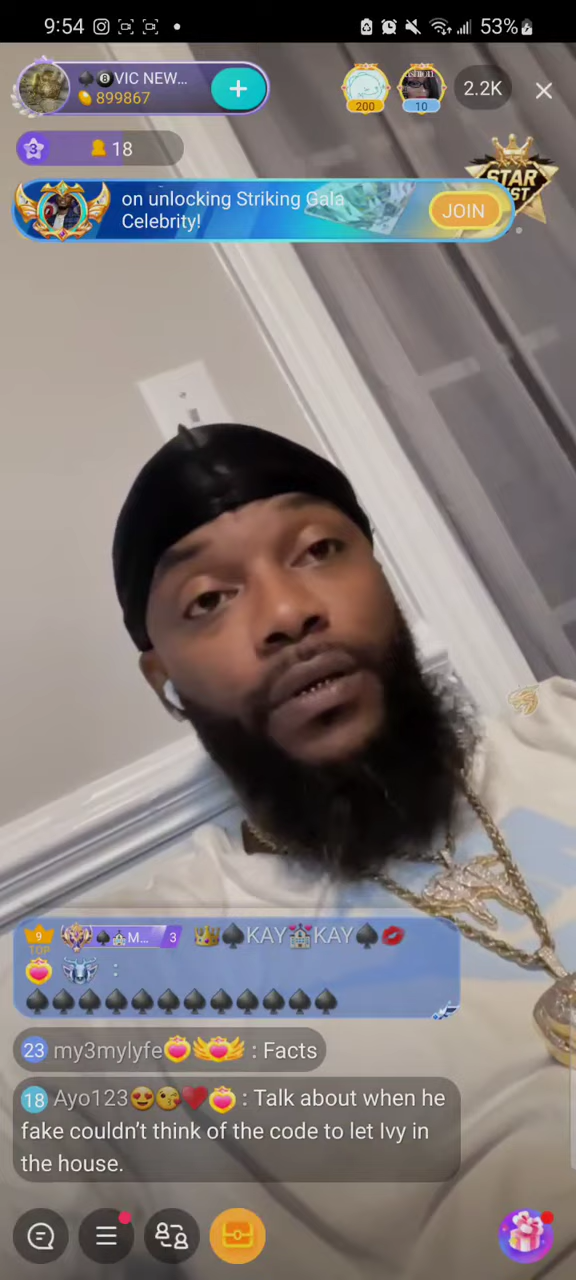 9:54
53%
♠️🎱VIC NEW...
899867
200
10
2.2K
3
18
STAR
on unlocking Striking Gala
Celebrity!
JOIN
9
TOP
♠️💒M... 3 👑♠️KAY💒KAY♠️💋
:
♠️♠️♠️♠️♠️♠️♠️♠️♠️♠️♠️♠️
23 my3mylyfe : Facts
18 Ayo123😍😘❤️ : Talk about when he
fake couldn't think of the code to let Ivy in
the house.